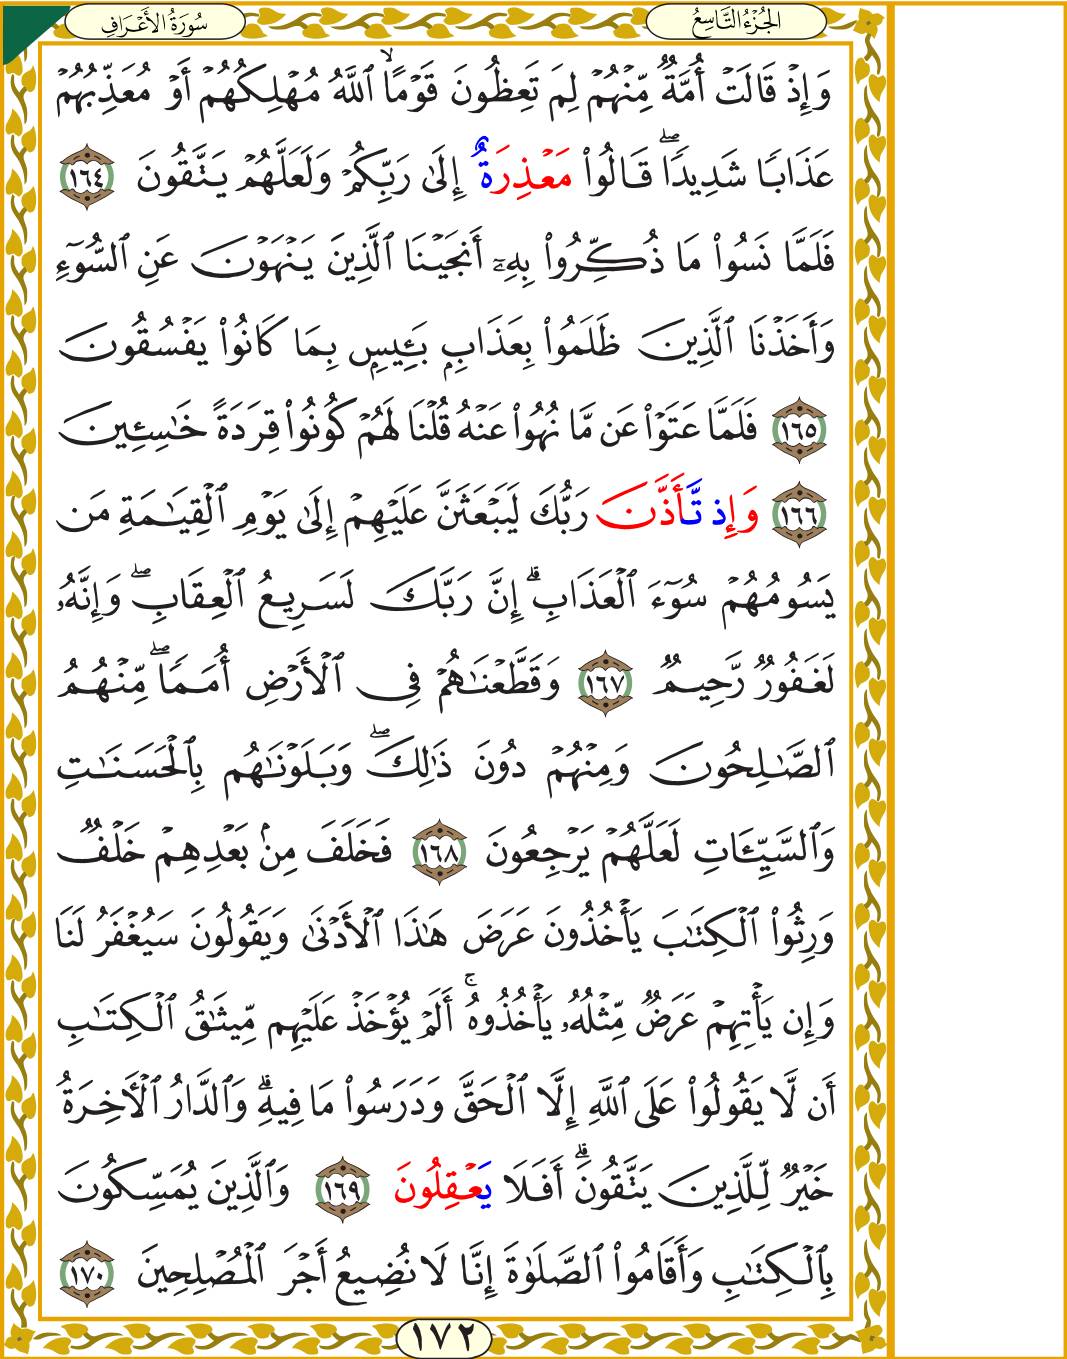 سُورَةُ الأَعْرَافِ
الجُزْءُ التَّاسِعُ
وَإِذْ قَالَتْ أُمَّةٌ مِّنْهُمْ لِمَ تَعِظُونَ قَوْمًاۙ ٱللَّهُ مُهْلِكُهُمْ أَوْ مُعَذِّبُهُمْ
عَذَابًا شَدِيدًاۖ قَالُوا۟ مَعْذِرَةٌ إِلَىٰ رَبِّكُمْ وَلَعَلَّهُمْ يَتَّقُونَ ١٦٤
فَلَمَّا نَسُوا۟ مَا ذُكِّرُوا۟ بِهِۦٓ أَنجَيْنَا ٱلَّذِينَ يَنْهَوْنَ عَنِ ٱلسُّوٓءِ
وَأَخَذْنَا ٱلَّذِينَ ظَلَمُوا۟ بِعَذَابٍ بَـِٔيسٍ بِمَا كَانُوا۟ يَفْسُقُونَ
١٦٥ فَلَمَّا عَتَوْا۟ عَن مَّا نُهُوا۟ عَنْهُ قُلْنَا لَهُمْ كُونُوا۟ قِرَدَةً خَـٰسِـِٔينَ
١٦٦ وَإِذ تَّأَذَّنَ رَبُّكَ لَيَبْعَثَنَّ عَلَيْهِمْ إِلَىٰ يَوْمِ ٱلْقِيَـٰمَةِ مَن
يَسُومُهُمْ سُوٓءَ ٱلْعَذَابِۗ إِنَّ رَبَّكَ لَسَرِيعُ ٱلْعِقَابِۖ وَإِنَّهُۥ
لَغَفُورٌ رَّحِيمٌ ١٦٧ وَقَطَّعْنَـٰهُمْ فِى ٱلْأَرْضِ أُمَمًاۖ مِّنْهُمُ
ٱلصَّـٰلِحُونَ وَمِنْهُمْ دُونَ ذَٰلِكَۖ وَبَلَوْنَـٰهُم بِٱلْحَسَنَـٰتِ
وَٱلسَّيِّـَٔاتِ لَعَلَّهُمْ يَرْجِعُونَ ١٦٨ فَخَلَفَ مِنۢ بَعْدِهِمْ خَلْفٌ
وَرِثُوا۟ ٱلْكِتَـٰبَ يَأْخُذُونَ عَرَضَ هَـٰذَا ٱلْأَدْنَىٰ وَيَقُولُونَ سَيُغْفَرُ لَنَا
وَإِن يَأْتِهِمْ عَرَضٌ مِّثْلُهُۥ يَأْخُذُوهُۚ أَلَمْ يُؤْخَذْ عَلَيْهِم مِّيثَـٰقُ ٱلْكِتَـٰبِ
أَن لَّا يَقُولُوا۟ عَلَى ٱللَّهِ إِلَّا ٱلْحَقَّ وَدَرَسُوا۟ مَا فِيهِۗ وَٱلدَّارُ ٱلْـَٔاخِرَةُ
خَيْرٌ لِّلَّذِينَ يَتَّقُونَۗ أَفَلَا يَعْقِلُونَ ١٦٩ وَٱلَّذِينَ يُمَسِّكُونَ
بِٱلْكِتَـٰبِ وَأَقَامُوا۟ ٱلصَّلَوٰةَ إِنَّا لَا نُضِيعُ أَجْرَ ٱلْمُصْلِحِينَ ١٧٠
١٧٢